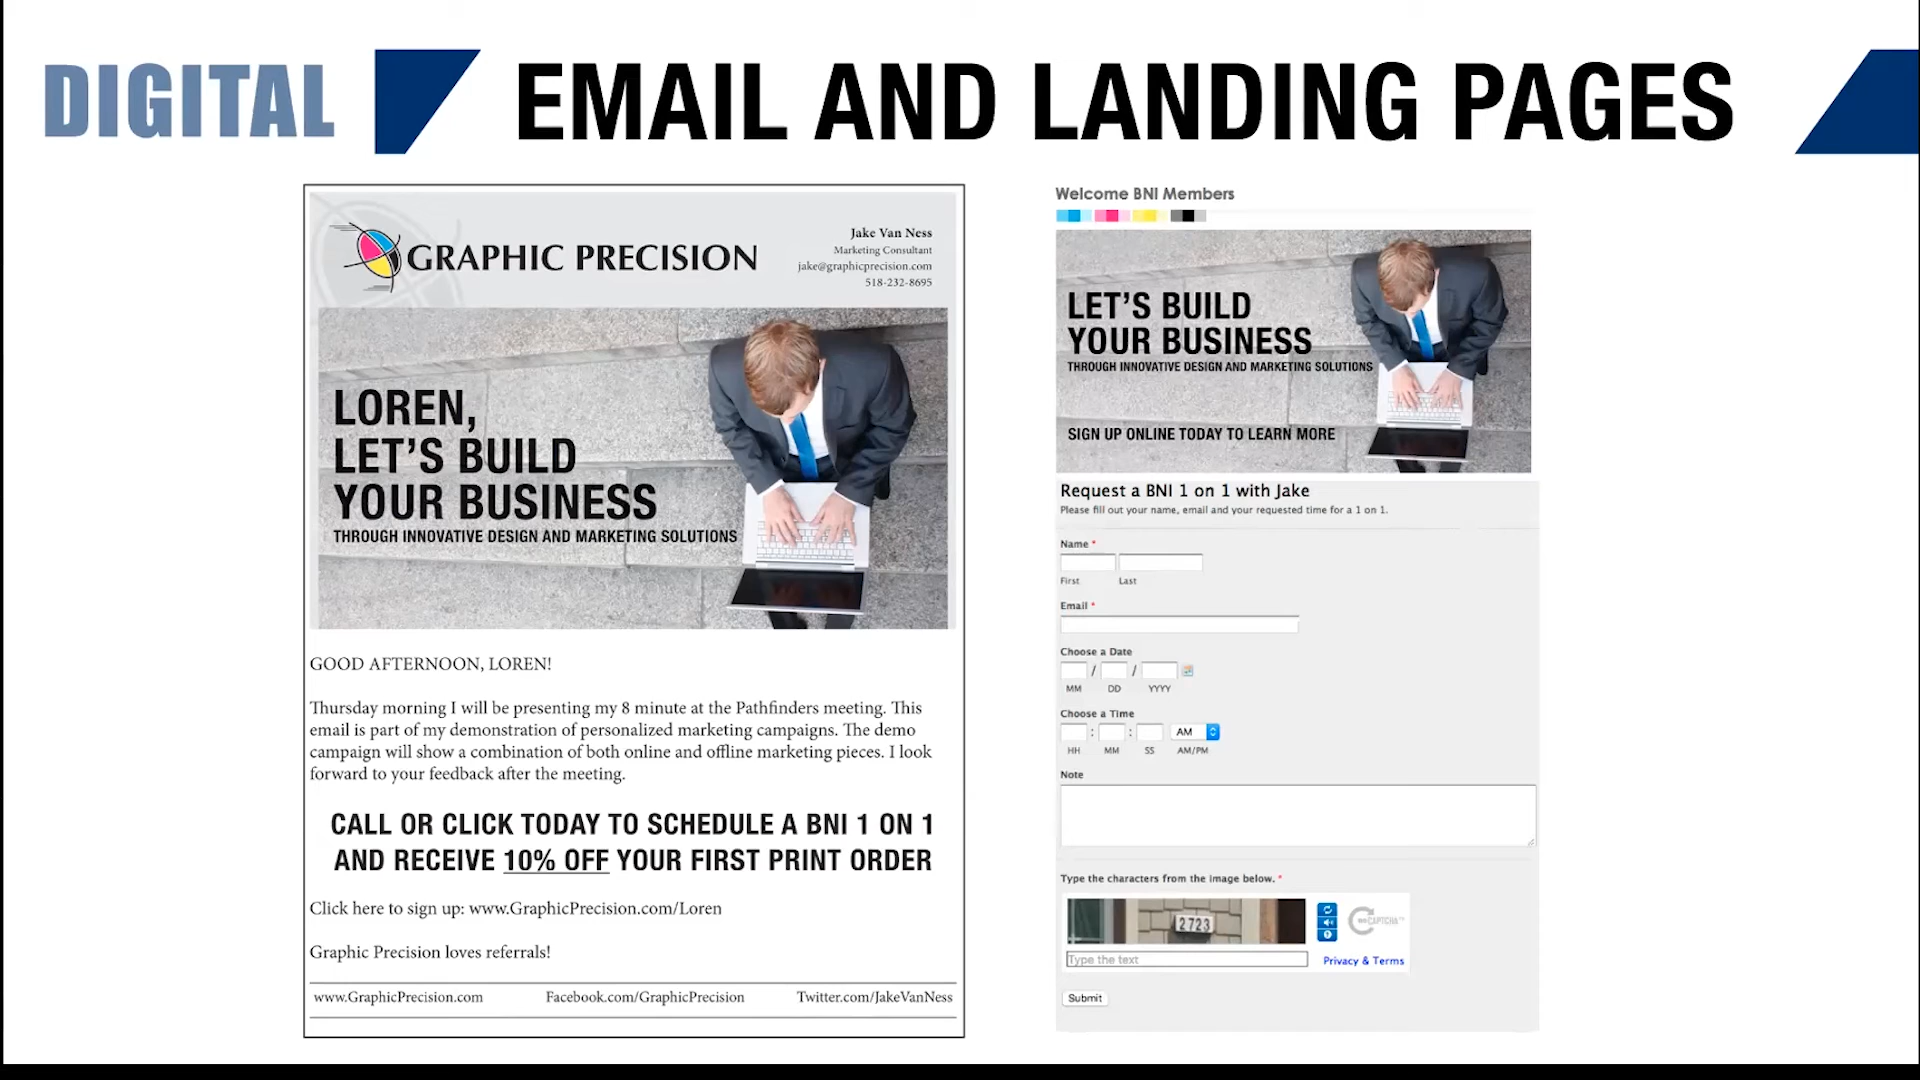 DIGITAL
EMAIL AND LANDING PAGES
GRAPHIC PRECISION
Jake Van Ness
Marketing Consultant
jake@graphicprecision.com
518-232-8695
LOREN,
LET'S BUILD
YOUR BUSINESS
THROUGH INNOVATIVE DESIGN AND MARKETING SOLUTIONS
GOOD AFTERNOON, LOREN!
Thursday morning I will be presenting my 8 minute at the Pathfinders meeting. This
email is part of my demonstration of personalized marketing campaigns. The demo
campaign will show a combination of both online and offline marketing pieces. I look
forward to your feedback after the meeting.
CALL OR CLICK TODAY TO SCHEDULE A BNI 1 ON 1
AND RECEIVE 10% OFF YOUR FIRST PRINT ORDER
Click here to sign up: www.GraphicPrecision.com/Loren
Graphic Precision loves referrals!
www.GraphicPrecision.com Facebook.com/GraphicPrecision Twitter.com/JakeVanNess
Welcome BNI Members
LET'S BUILD
YOUR BUSINESS
THROUGH INNOVATIVE DESIGN AND MARKETING SOLUTIONS
SIGN UP ONLINE TODAY TO LEARN MORE
Request a BNI 1 on 1 with Jake
Please fill out your name, email and your requested time for a 1 on 1.
Name *
First Last
Email *
Choose a Date
/ /
MM DD YYYY
Choose a Time
: : AM
HH MM SS AM/PM
Note
Type the characters from the image below. *
2723
reCAPTCHA™
Type the text
Privacy & Terms
Submit